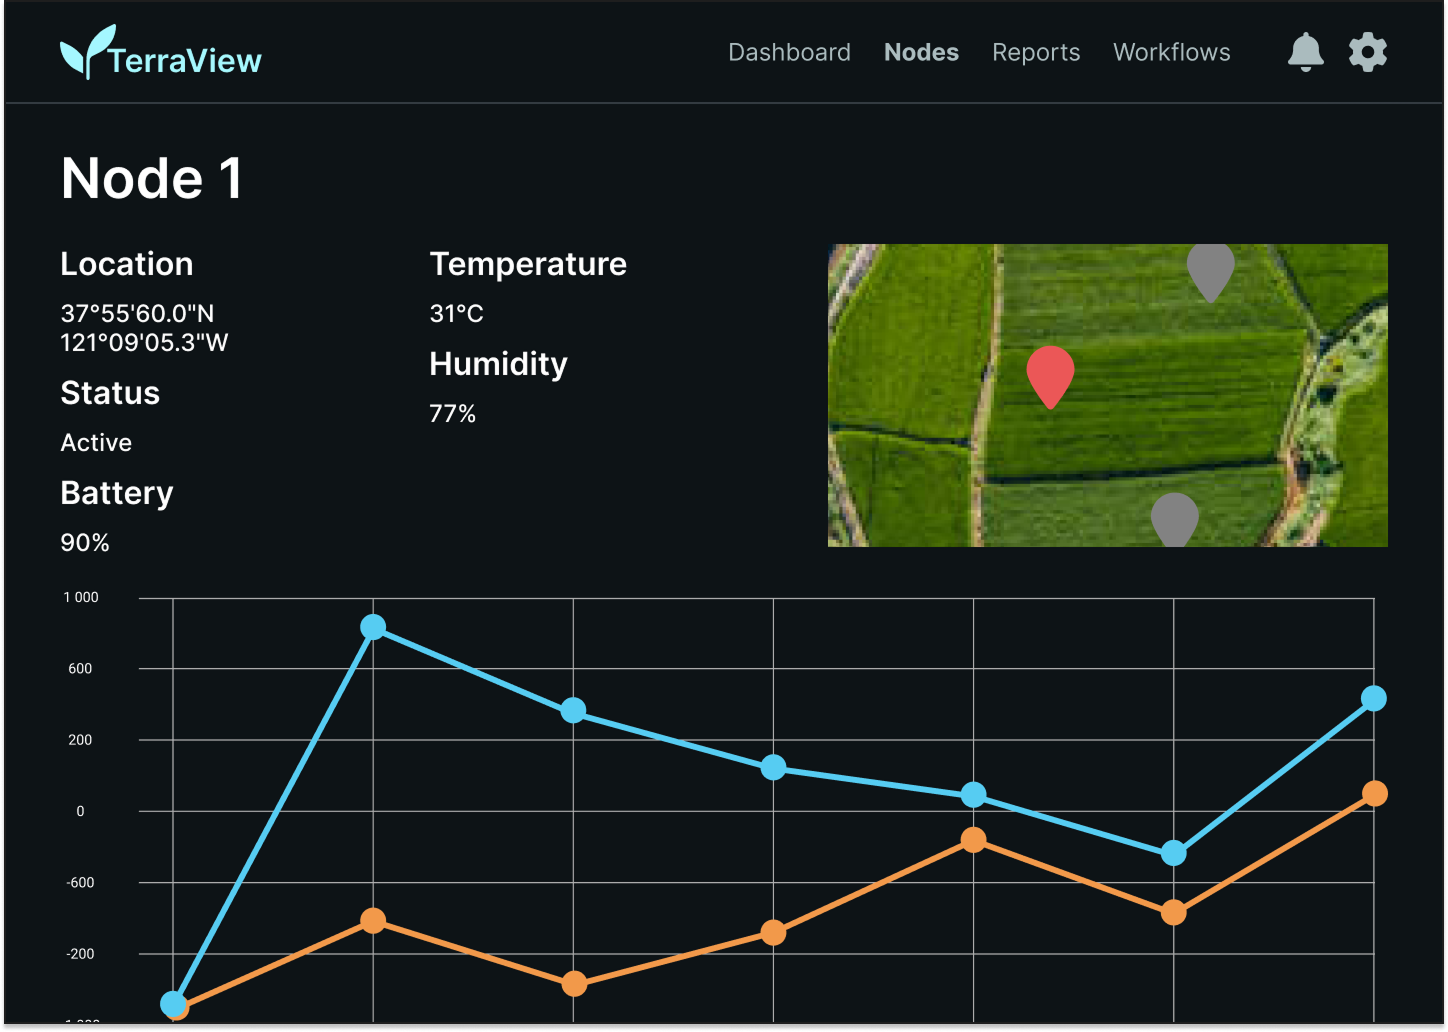 TerraView
Dashboard Nodes Reports Workflows
Node 1
Location
37°55'60.0"N
121°09'05.3"W
Status
Active
Battery
90%
Temperature
31°C
Humidity
77%
1 000
600
200
0
-600
-200